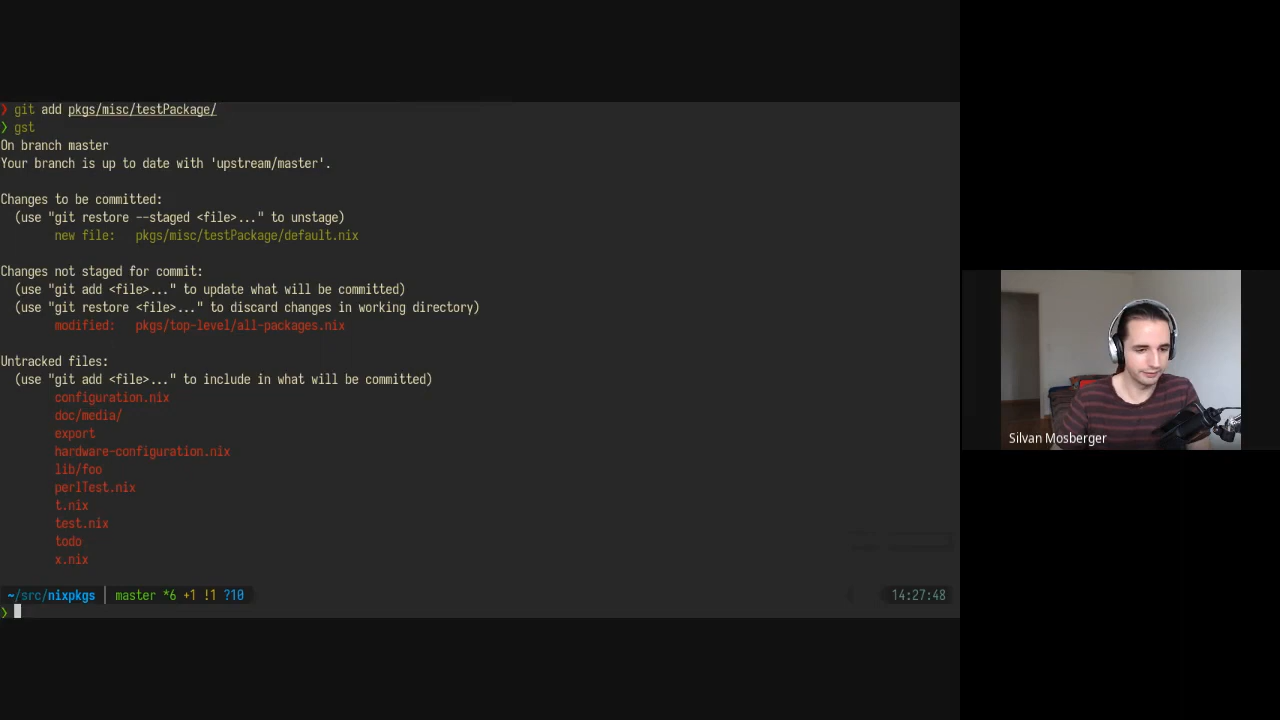 ❯ git add pkgs/misc/testPackage/
❯ gst
On branch master
Your branch is up to date with 'upstream/master'.
Changes to be committed:
  (use "git restore --staged <file>..." to unstage)
        new file:   pkgs/misc/testPackage/default.nix
Changes not staged for commit:
  (use "git add <file>..." to update what will be committed)
  (use "git restore <file>..." to discard changes in working directory)
        modified:   pkgs/top-level/all-packages.nix
Untracked files:
  (use "git add <file>..." to include in what will be committed)
        configuration.nix
        doc/media/
        export
        hardware-configuration.nix
        lib/foo
        perlTest.nix
        t.nix
        test.nix
        todo
        x.nix
~/src/nixpkgs | master *6 +1 !1 ?10 14:27:48
❯
Silvan Mosberger